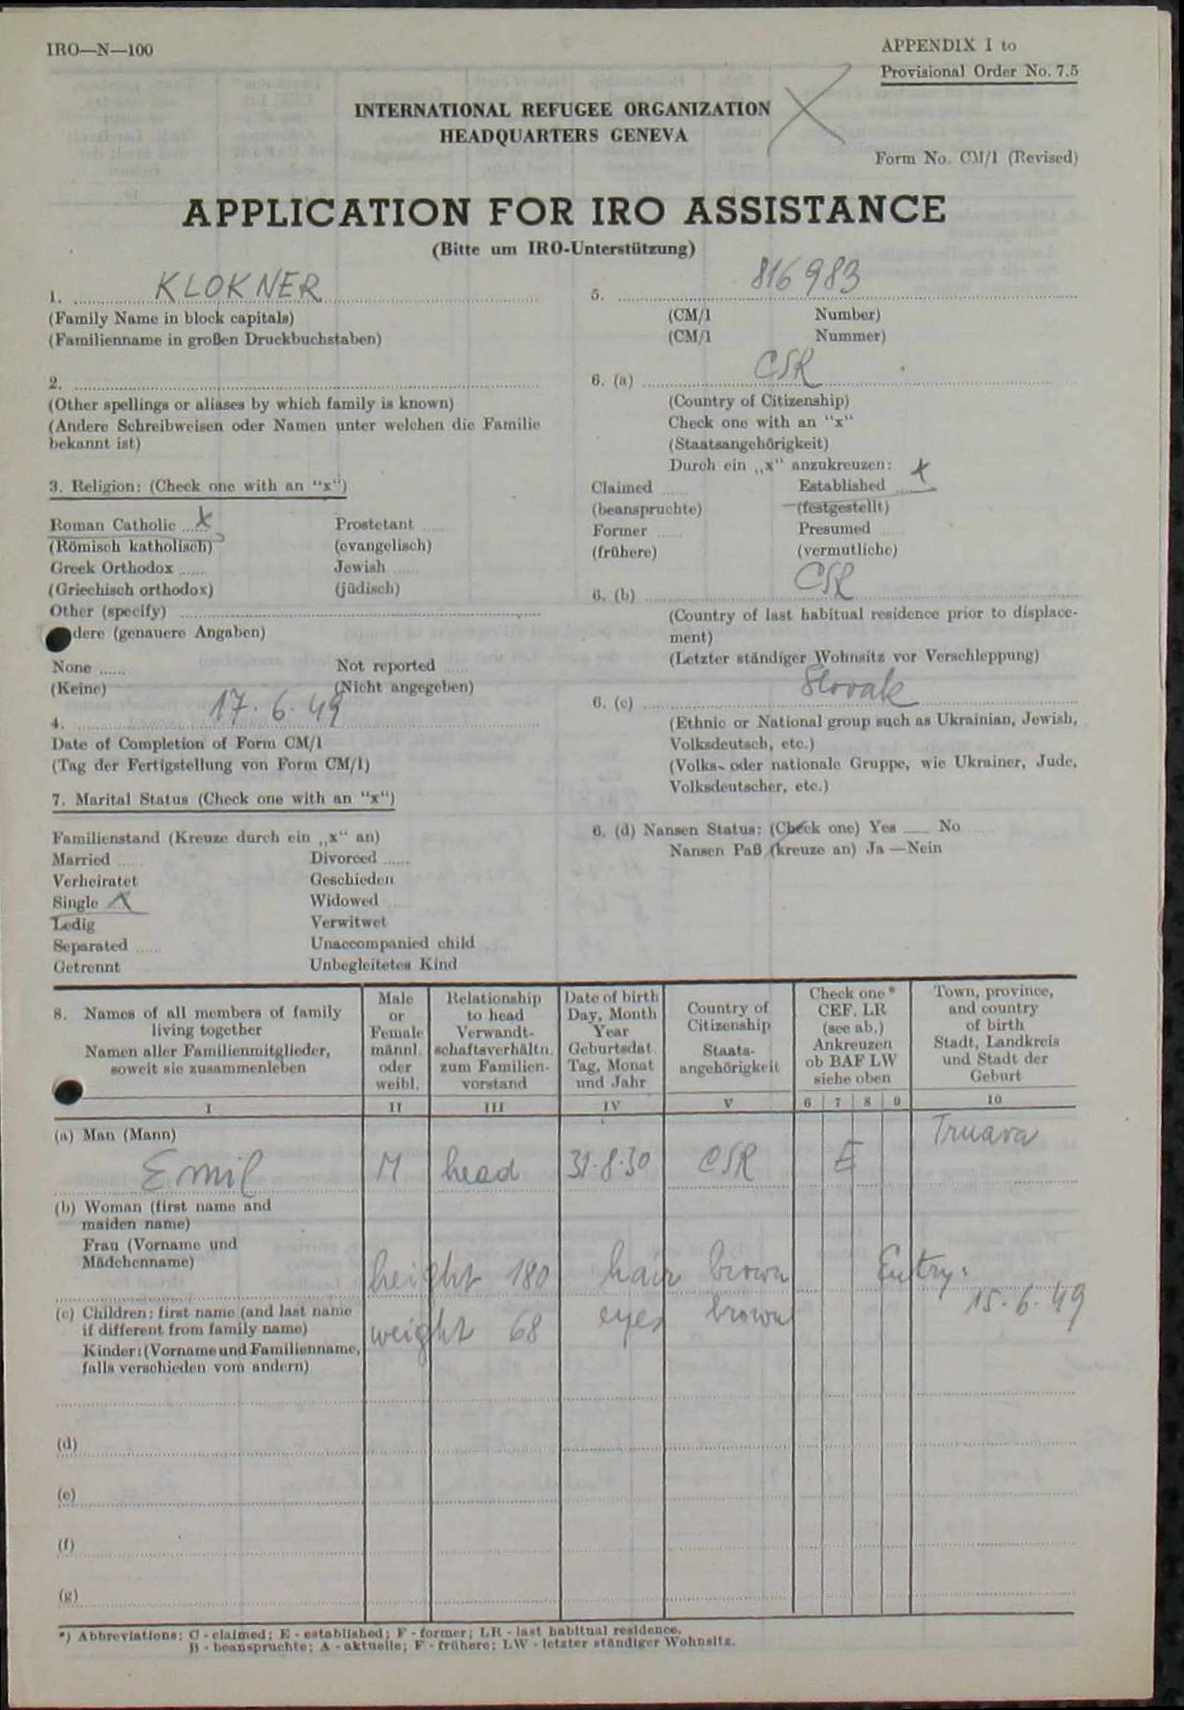 IRO—N—100
APPENDIX I to
Provisional Order No. 7.5
INTERNATIONAL REFUGEE ORGANIZATION
HEADQUARTERS GENEVA
Form No. CM/1 (Revised)
APPLICATION FOR IRO ASSISTANCE
(Bitte um IRO-Unterstützung)
1. KLOKNER
(Family Name in block capitals)
(Familienname in großen Druckbuchstaben)
2.
(Other spellings or aliases by which family is known)
(Andere Schreibweisen oder Namen unter welchen die Familie
bekannt ist)
3. Religion: (Check one with an "x")
Roman Catholic x Prostetant
(Römisch katholisch) (evangelisch)
Greek Orthodox Jewish
(Griechisch orthodox) (jüdisch)
Other (specify)
dere (genauere Angaben)
None Not reported
(Keine) (Nicht angegeben)
4. 17. 6. 49
Date of Completion of Form CM/1
(Tag der Fertigstellung von Form CM/1)
7. Marital Status (Check one with an "x")
Familienstand (Kreuze durch ein „x“ an)
Married Divorced
Verheiratet Geschieden
Single x Widowed
Ledig Verwitwet
Separated Unaccompanied child
Getrennt Unbegleitetes Kind
5. 816983
(CM/1 Number)
(CM/1 Nummer)
6. (a) CSR
(Country of Citizenship)
Check one with an "x"
(Staatsangehörigkeit)
Durch ein „x“ anzukreuzen:
Claimed Established x
(beanspruchte) (festgestellt)
Former Presumed
(frühere) (vermutliche)
6. (b) CSR
(Country of last habitual residence prior to displace-
ment)
(Letzter ständiger Wohnsitz vor Verschleppung)
6. (c) Slovak
(Ethnic or National group such as Ukrainian, Jewish,
Volksdeutsch, etc.)
(Volks- oder nationale Gruppe, wie Ukrainer, Jude,
Volksdeutscher, etc.)
6. (d) Nansen Status: (Check one) Yes No
Nansen Paß (kreuze an) Ja —Nein
8. Names of all members of family
living together
Namen aller Familienmitglieder,
soweit sie zusammenleben
Male
or
Female
männl.
oder
weibl.
Relationship
to head
Verwandt-
schaftsverhältn.
zum Familien-
vorstand
Date of birth
Day, Month
Year
Geburtsdat.
Tag, Monat
und Jahr
Country of
Citizenship
Staats-
angehörigkeit
Check one *
CEF. LR
(see ab.)
Ankreuzen
ob BAF LW
siehe oben
Town, province,
and country
of birth
Stadt, Landkreis
und Stadt der
Geburt
I II III IV V 6 7 8 9 10
(a) Man (Mann)
Emil M head 31.8.30 CSR E Trnava
(b) Woman (first name and
maiden name)
Frau (Vorname und
Mädchenname)
height 180 hair brown Entry:
(c) Children: first name (and last name
if different from family name)
Kinder: (Vorname und Familienname,
falls verschieden vom andern)
weight 68 eyes brown 15. 6. 49
(d)
(e)
(f)
(g)
*) Abbreviations: C - claimed; E - established; F - former; LR - last habitual residence.
B - beanspruchte; A - aktuelle; F - frühere; LW - letzter ständiger Wohnsitz.